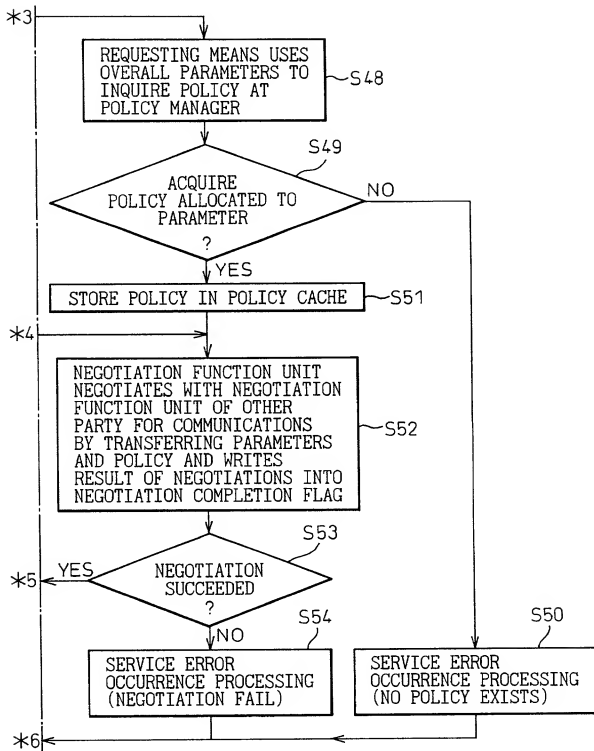 *3
REQUESTING MEANS USES
OVERALL PARAMETERS TO
INQUIRE POLICY AT
POLICY MANAGER
S48
S49
ACQUIRE
POLICY ALLOCATED TO
PARAMETER
?
NO
YES
STORE POLICY IN POLICY CACHE
S51
*4
NEGOTIATION FUNCTION UNIT
NEGOTIATES WITH NEGOTIATION
FUNCTION UNIT OF OTHER
PARTY FOR COMMUNICATIONS
BY TRANSFERRING PARAMETERS
AND POLICY AND WRITES
RESULT OF NEGOTIATIONS INTO
NEGOTIATION COMPLETION FLAG
S52
S53
*5
YES
NEGOTIATION
SUCCEEDED
?
NO
S54
SERVICE ERROR
OCCURRENCE PROCESSING
(NEGOTIATION FAIL)
S50
SERVICE ERROR
OCCURRENCE PROCESSING
(NO POLICY EXISTS)
*6